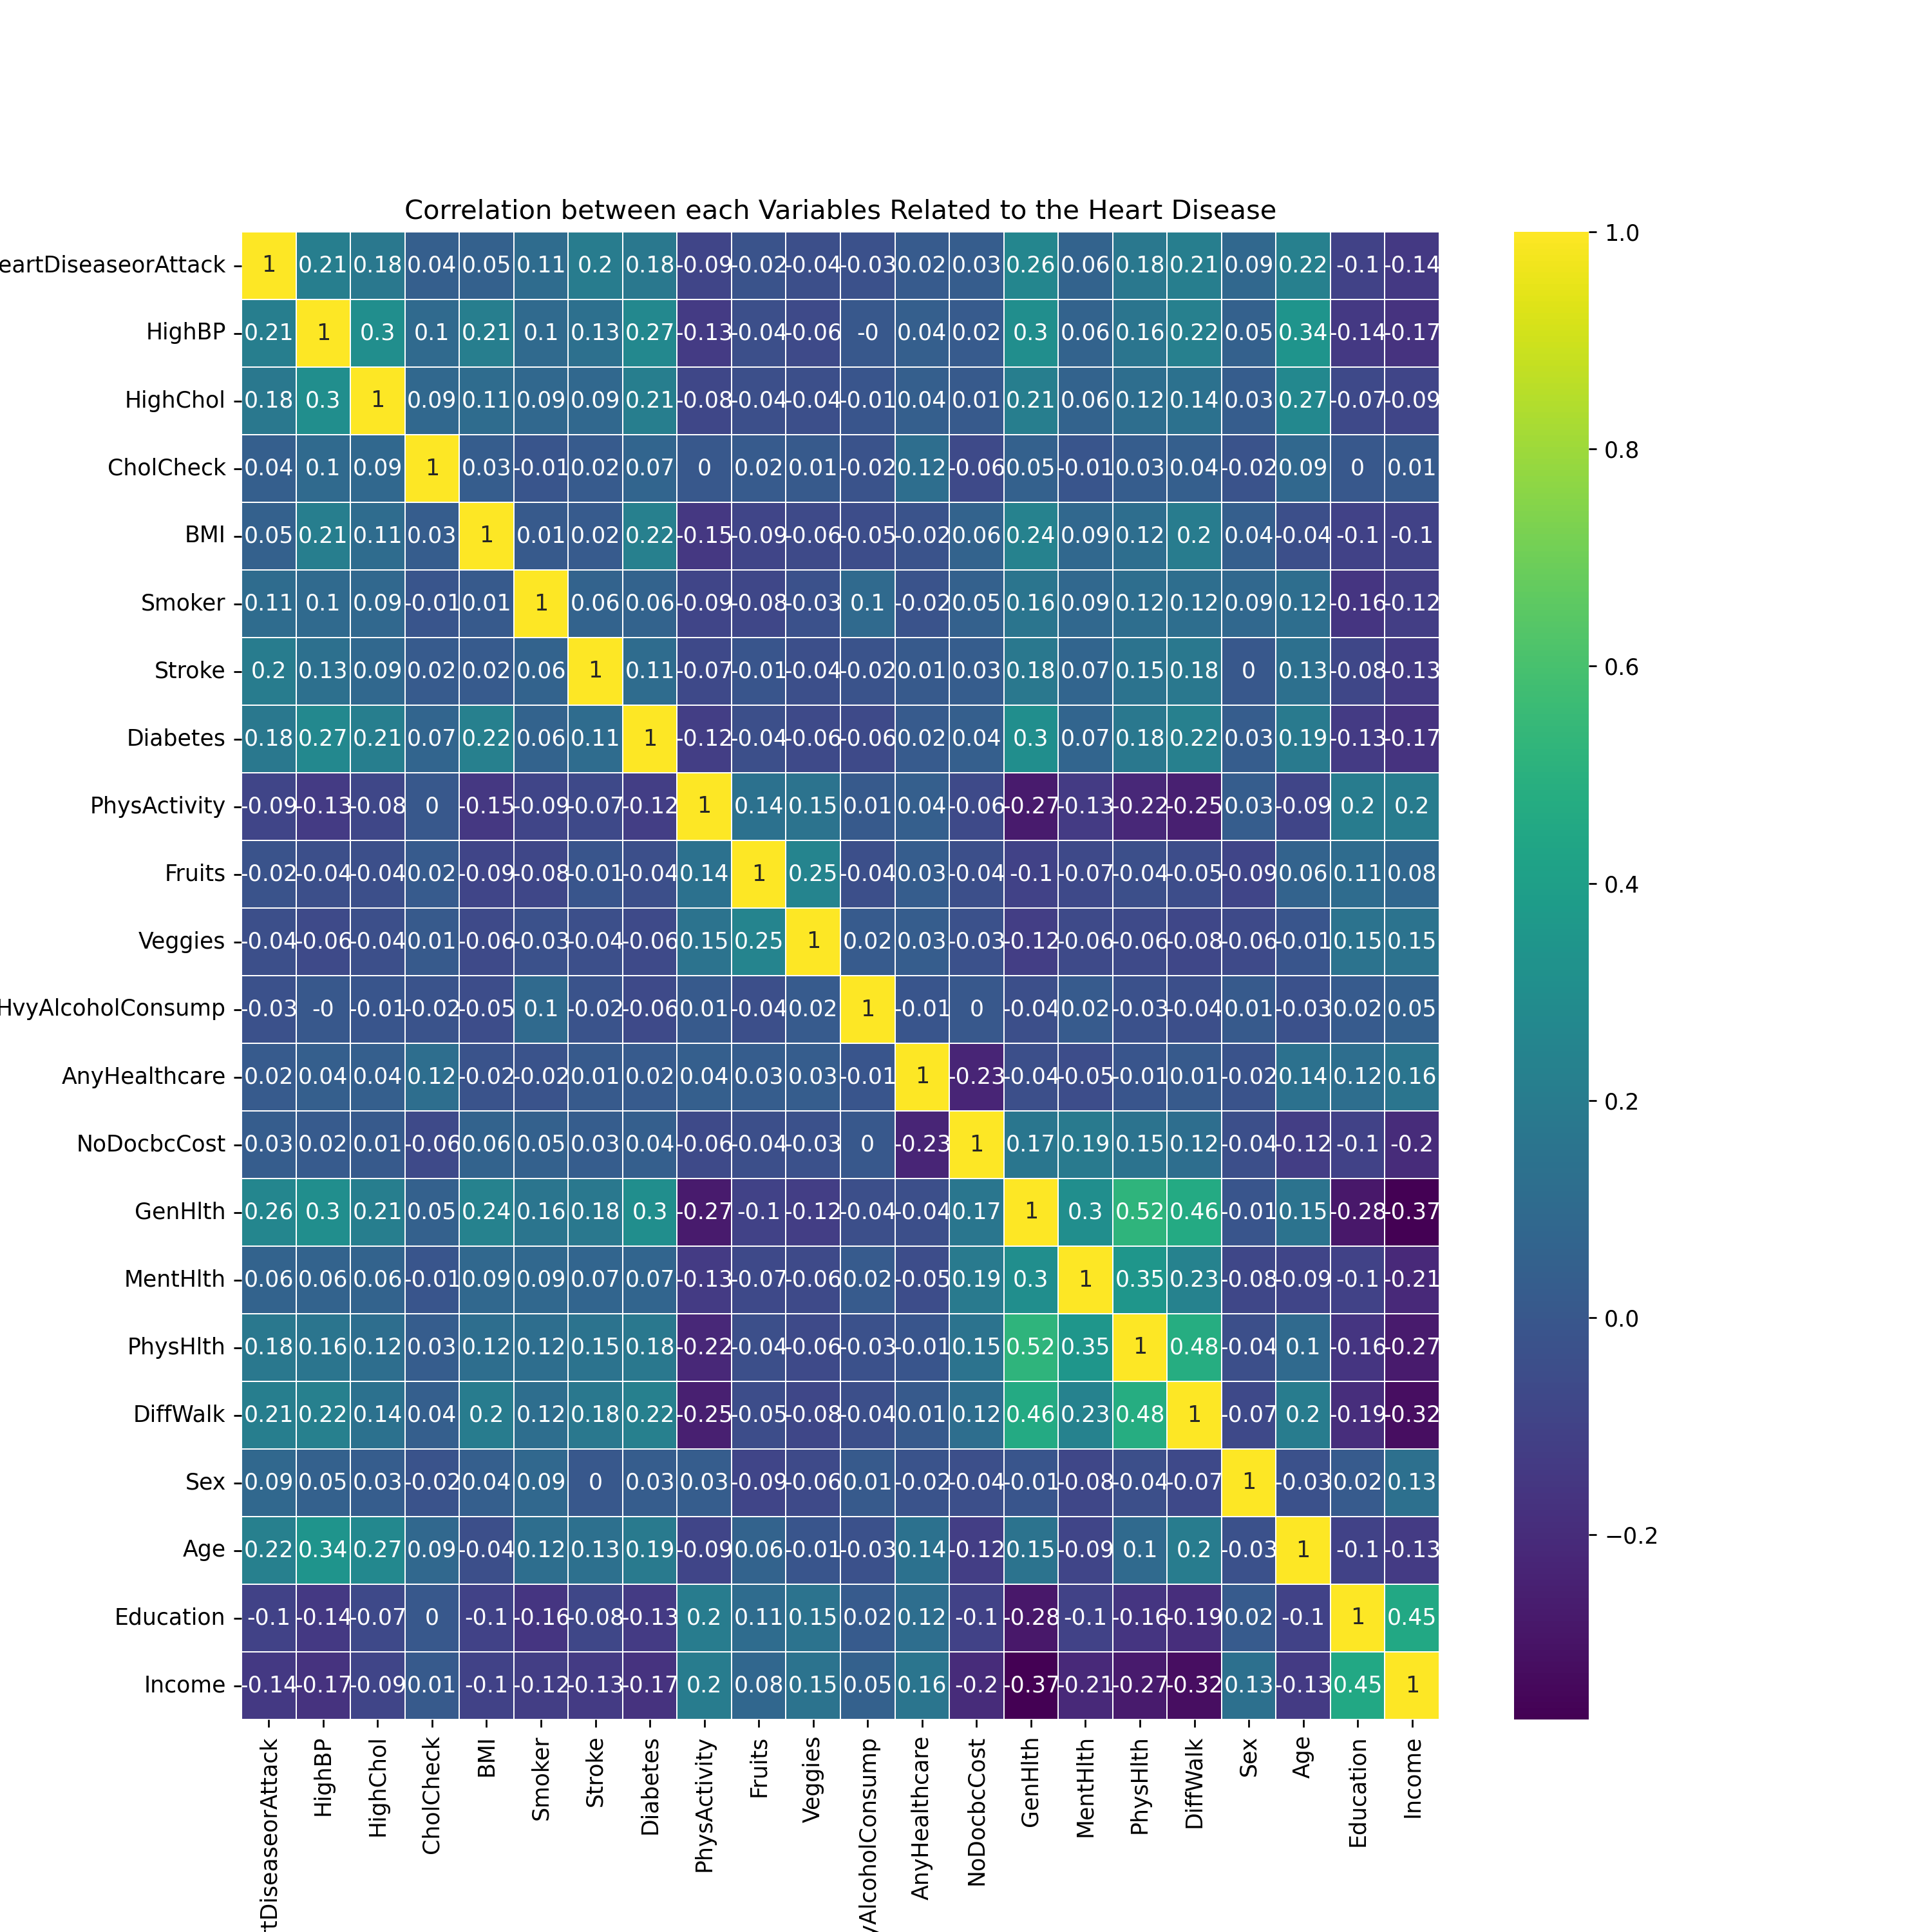 Correlation between each Variables Related to the Heart Disease
eartDiseaseorAttack 1 0.21 0.18 0.04 0.05 0.11 0.2 0.18 -0.09 -0.02 -0.04 -0.03 0.02 0.03 0.26 0.06 0.18 0.21 0.09 0.22 -0.1 -0.14
HighBP 0.21 1 0.3 0.1 0.21 0.1 0.13 0.27 -0.13 -0.04 -0.06 -0 0.04 0.02 0.3 0.06 0.16 0.22 0.05 0.34 -0.14 -0.17
HighChol 0.18 0.3 1 0.09 0.11 0.09 0.09 0.21 -0.08 -0.04 -0.04 -0.01 0.04 0.01 0.21 0.06 0.12 0.14 0.03 0.27 -0.07 -0.09
CholCheck 0.04 0.1 0.09 1 0.03 -0.01 0.02 0.07 0 0.02 0.01 -0.02 0.12 -0.06 0.05 -0.01 0.03 0.04 -0.02 0.09 0 0.01
BMI 0.05 0.21 0.11 0.03 1 0.01 0.02 0.22 -0.15 -0.09 -0.06 -0.05 -0.02 0.06 0.24 0.09 0.12 0.2 0.04 -0.04 -0.1 -0.1
Smoker 0.11 0.1 0.09 -0.01 0.01 1 0.06 0.06 -0.09 -0.08 -0.03 0.1 -0.02 0.05 0.16 0.09 0.12 0.12 0.09 0.12 -0.16 -0.12
Stroke 0.2 0.13 0.09 0.02 0.02 0.06 1 0.11 -0.07 -0.01 -0.04 -0.02 0.01 0.03 0.18 0.07 0.15 0.18 0 0.13 -0.08 -0.13
Diabetes 0.18 0.27 0.21 0.07 0.22 0.06 0.11 1 -0.12 -0.04 -0.06 -0.06 0.02 0.04 0.3 0.07 0.18 0.22 0.03 0.19 -0.13 -0.17
PhysActivity -0.09 -0.13 -0.08 0 -0.15 -0.09 -0.07 -0.12 1 0.14 0.15 0.01 0.04 -0.06 -0.27 -0.13 -0.22 -0.25 0.03 -0.09 0.2 0.2
Fruits -0.02 -0.04 -0.04 0.02 -0.09 -0.08 -0.01 -0.04 0.14 1 0.25 -0.04 0.03 -0.04 -0.1 -0.07 -0.04 -0.05 -0.09 0.06 0.11 0.08
Veggies -0.04 -0.06 -0.04 0.01 -0.06 -0.03 -0.04 -0.06 0.15 0.25 1 0.02 0.03 -0.03 -0.12 -0.06 -0.06 -0.08 -0.06 -0.01 0.15 0.15
HvyAlcoholConsump -0.03 -0 -0.01 -0.02 -0.05 0.1 -0.02 -0.06 0.01 -0.04 0.02 1 -0.01 0 -0.04 0.02 -0.03 -0.04 0.01 -0.03 0.02 0.05
AnyHealthcare 0.02 0.04 0.04 0.12 -0.02 -0.02 0.01 0.02 0.04 0.03 0.03 -0.01 1 -0.23 -0.04 -0.05 -0.01 0.01 -0.02 0.14 0.12 0.16
NoDocbcCost 0.03 0.02 0.01 -0.06 0.06 0.05 0.03 0.04 -0.06 -0.04 -0.03 0 -0.23 1 0.17 0.19 0.15 0.12 -0.04 -0.12 -0.1 -0.2
GenHlth 0.26 0.3 0.21 0.05 0.24 0.16 0.18 0.3 -0.27 -0.1 -0.12 -0.04 -0.04 0.17 1 0.3 0.52 0.46 -0.01 0.15 -0.28 -0.37
MentHlth 0.06 0.06 0.06 -0.01 0.09 0.09 0.07 0.07 -0.13 -0.07 -0.06 0.02 -0.05 0.19 0.3 1 0.35 0.23 -0.08 -0.09 -0.1 -0.21
PhysHlth 0.18 0.16 0.12 0.03 0.12 0.12 0.15 0.18 -0.22 -0.04 -0.06 -0.03 -0.01 0.15 0.52 0.35 1 0.48 -0.04 0.1 -0.16 -0.27
DiffWalk 0.21 0.22 0.14 0.04 0.2 0.12 0.18 0.22 -0.25 -0.05 -0.08 -0.04 0.01 0.12 0.46 0.23 0.48 1 -0.07 0.2 -0.19 -0.32
Sex 0.09 0.05 0.03 -0.02 0.04 0.09 0 0.03 0.03 -0.09 -0.06 0.01 -0.02 -0.04 -0.01 -0.08 -0.04 -0.07 1 -0.03 0.02 0.13
Age 0.22 0.34 0.27 0.09 -0.04 0.12 0.13 0.19 -0.09 0.06 -0.01 -0.03 0.14 -0.12 0.15 -0.09 0.1 0.2 -0.03 1 -0.1 -0.13
Education -0.1 -0.14 -0.07 0 -0.1 -0.16 -0.08 -0.13 0.2 0.11 0.15 0.02 0.12 -0.1 -0.28 -0.1 -0.16 -0.19 0.02 -0.1 1 0.45
Income -0.14 -0.17 -0.09 0.01 -0.1 -0.12 -0.13 -0.17 0.2 0.08 0.15 0.05 0.16 -0.2 -0.37 -0.21 -0.27 -0.32 0.13 -0.13 0.45 1
rtDiseaseorAttack
HighBP
HighChol
CholCheck
BMI
Smoker
Stroke
Diabetes
PhysActivity
Fruits
Veggies
yAlcoholConsump
AnyHealthcare
NoDocbcCost
GenHlth
MentHlth
PhysHlth
DiffWalk
Sex
Age
Education
Income
1.0
0.8
0.6
0.4
0.2
0.0
−0.2